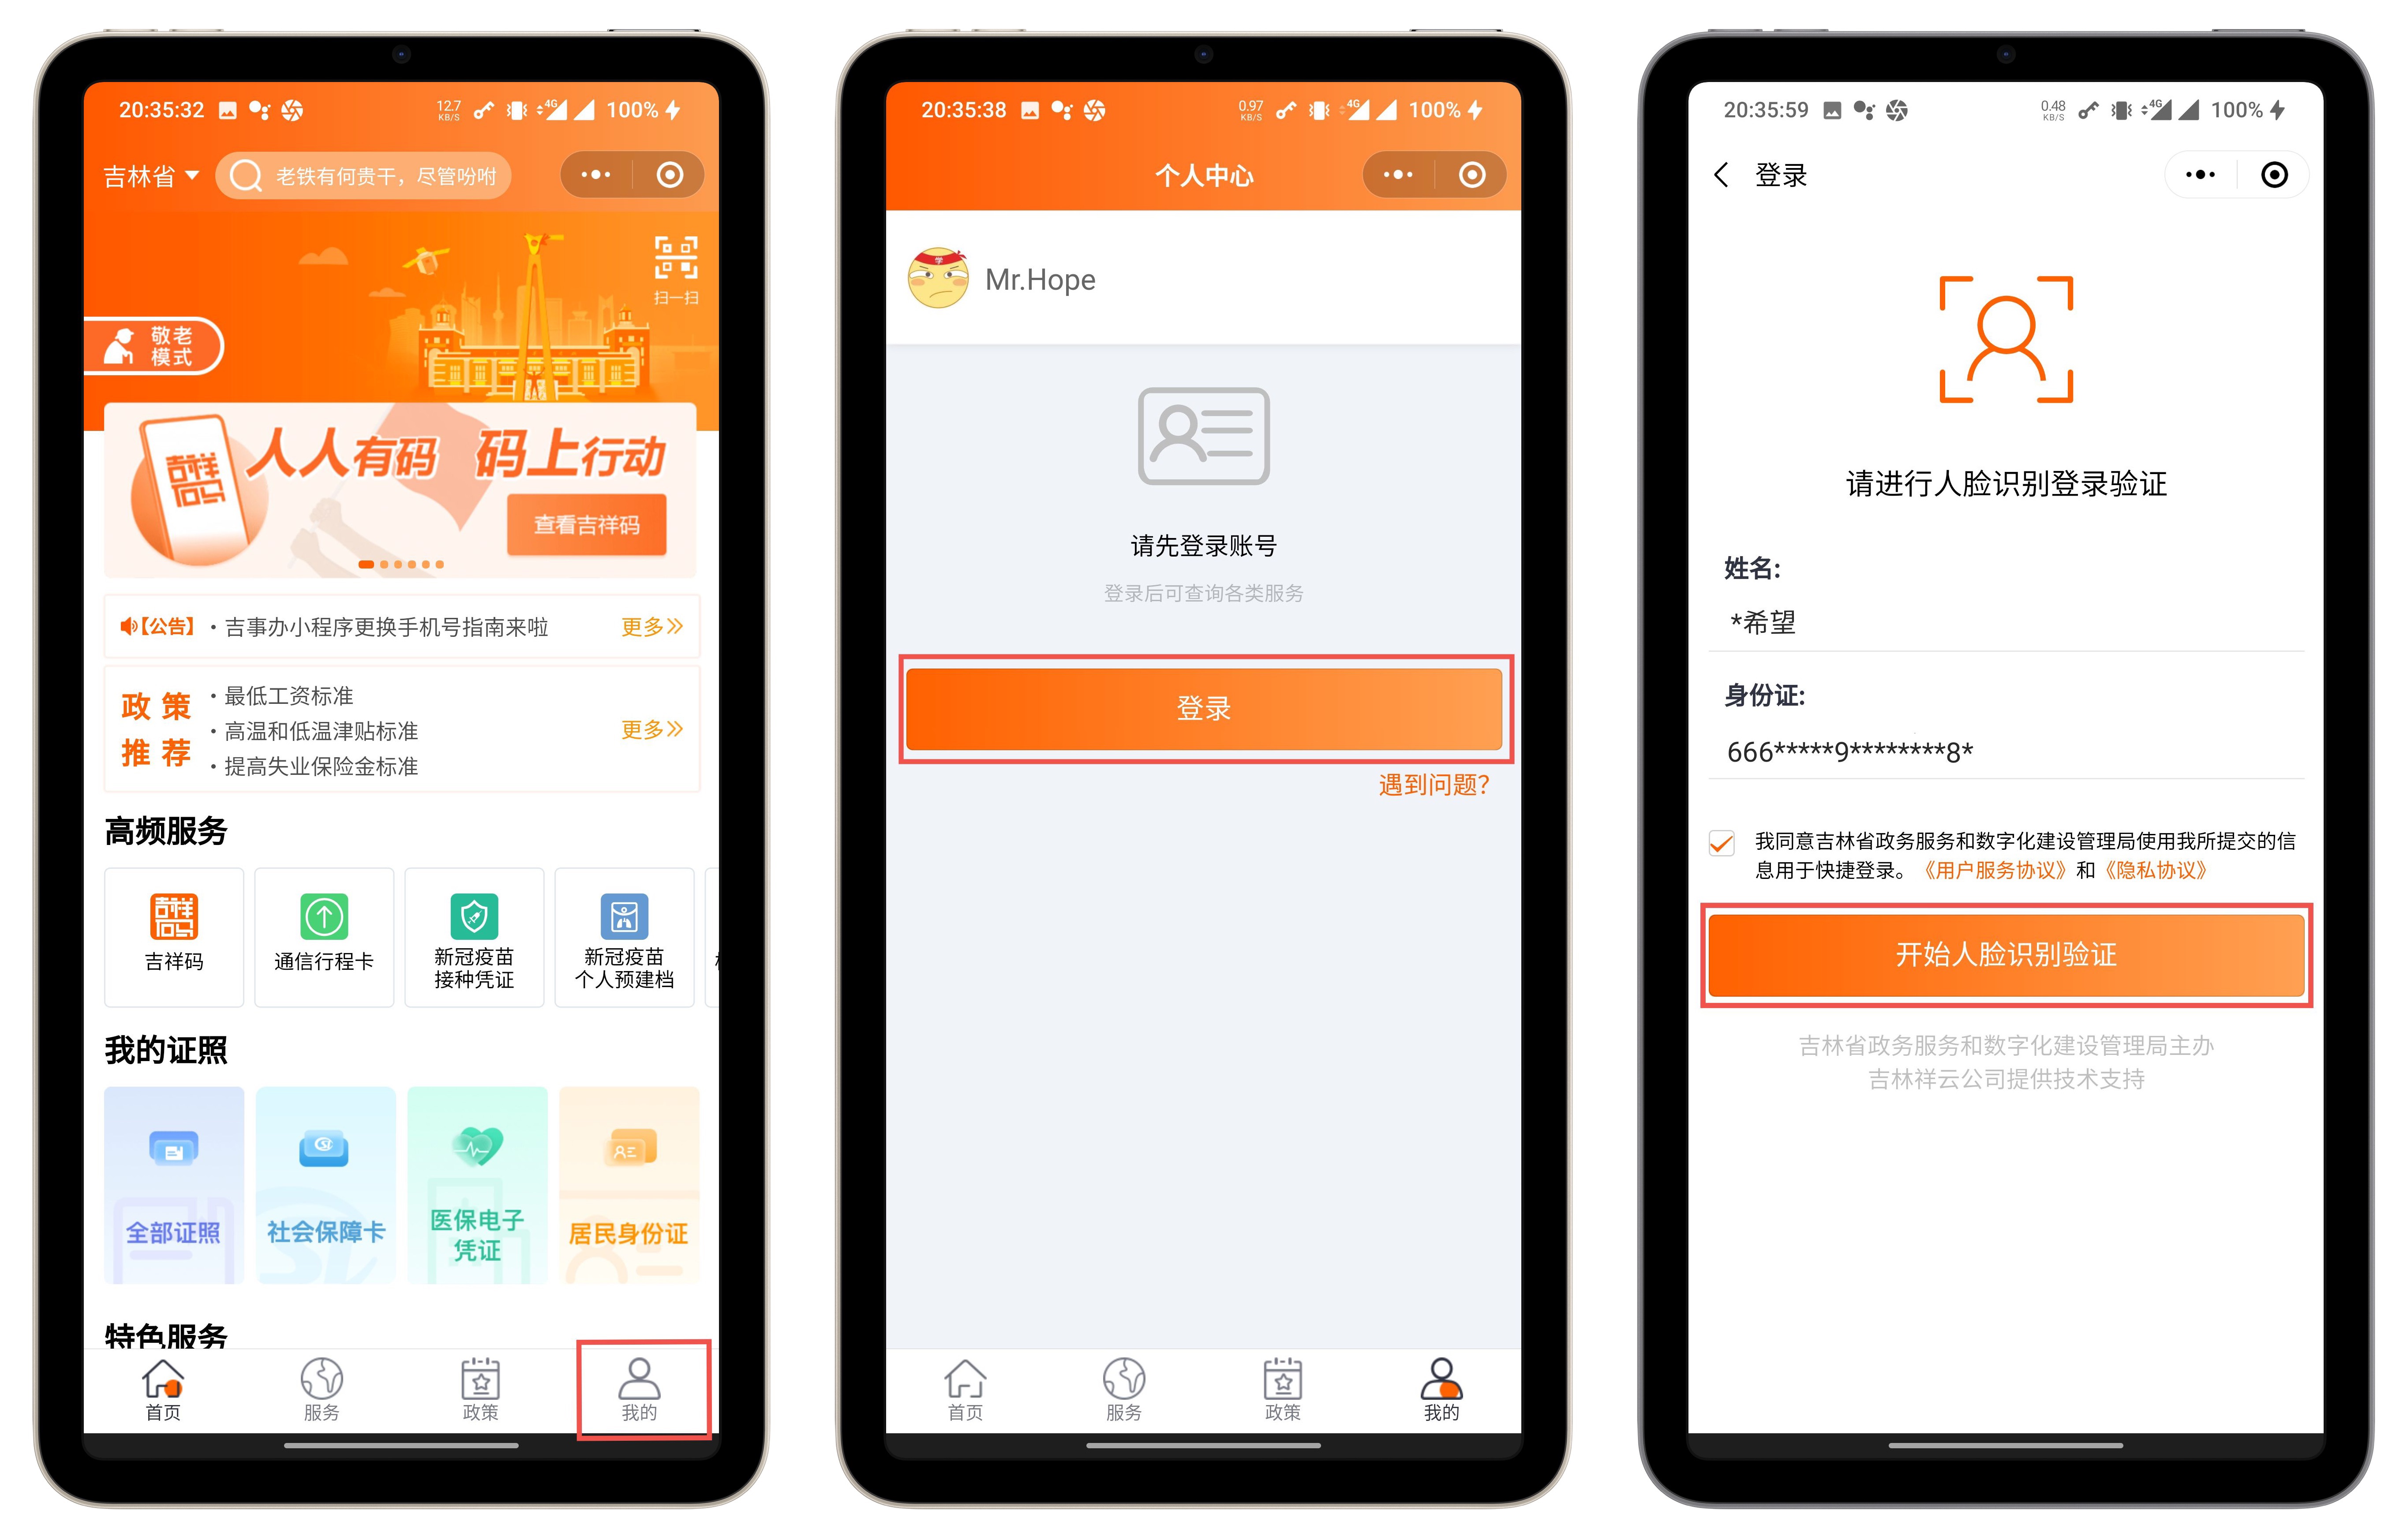 20:35:32
12.7
KB/S
4G
100%
吉林省
老铁有何贵干，尽管吩咐
扫一扫
敬老
模式
吉祥码
人人有码 码上行动
查看吉祥码
【公告】
· 吉事办小程序更换手机号指南来啦
更多
政策
推荐
· 最低工资标准
· 高温和低温津贴标准
· 提高失业保险金标准
更多
高频服务
吉祥码
吉祥码
通信行程卡
新冠疫苗
接种凭证
新冠疫苗
个人预建档
我的证照
全部证照
社会保障卡
医保电子
凭证
居民身份证
特色服务
首页
服务
政策
我的
20:35:38
0.97
KB/S
4G
100%
个人中心
学
Mr.Hope
请先登录账号
登录后可查询各类服务
登录
遇到问题?
首页
服务
政策
我的
20:35:59
0.48
KB/S
4G
100%
登录
请进行人脸识别登录验证
姓名:
*希望
身份证:
666*****9********8*
我同意吉林省政务服务和数字化建设管理局使用我所提交的信
息用于快捷登录。《用户服务协议》和《隐私协议》
开始人脸识别验证
吉林省政务服务和数字化建设管理局主办
吉林祥云公司提供技术支持